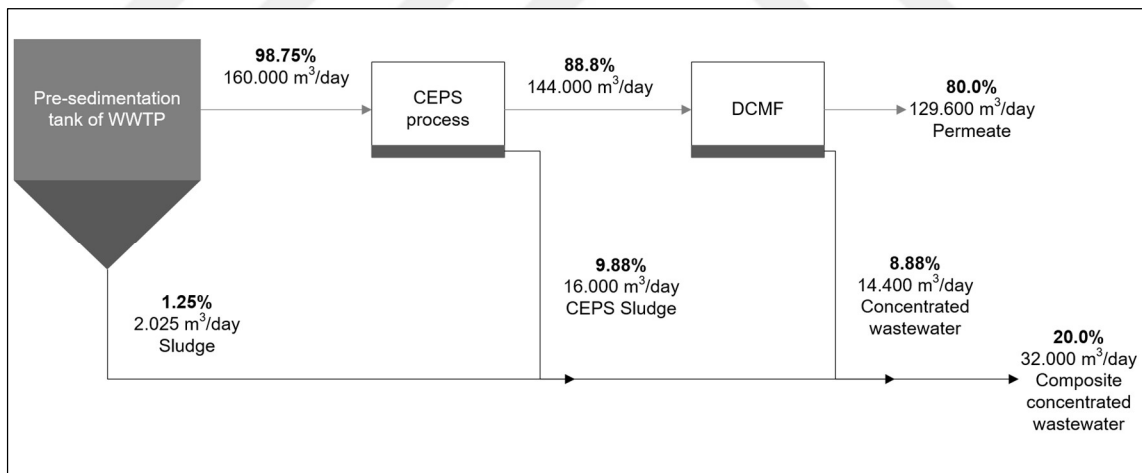 Pre-sedimentation
tank of WWTP
98.75%
160.000 m³/day
CEPS
process
88.8%
144.000 m³/day
DCMF
80.0%
129.600 m³/day
Permeate
1.25%
2.025 m³/day
Sludge
9.88%
16.000 m³/day
CEPS Sludge
8.88%
14.400 m³/day
Concentrated
wastewater
20.0%
32.000 m³/day
Composite
concentrated
wastewater